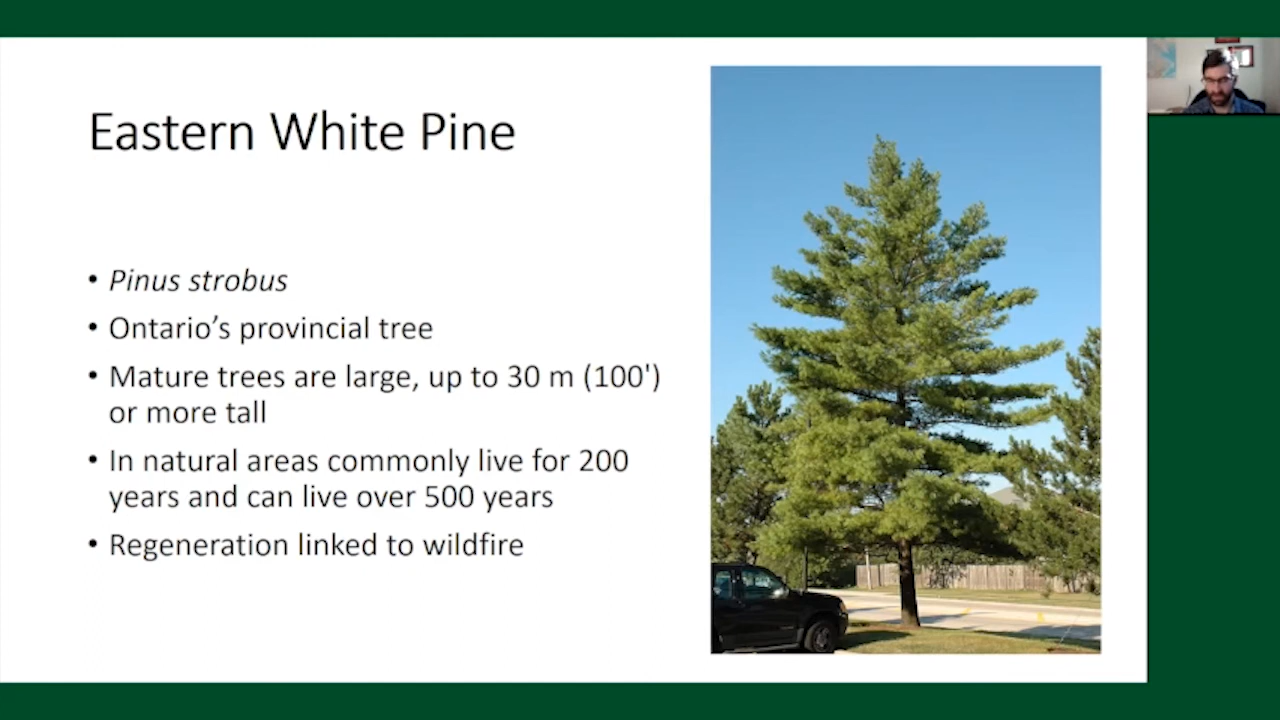 Eastern White Pine
• Pinus strobus
• Ontario’s provincial tree
• Mature trees are large, up to 30 m (100')
or more tall
• In natural areas commonly live for 200
years and can live over 500 years
• Regeneration linked to wildfire